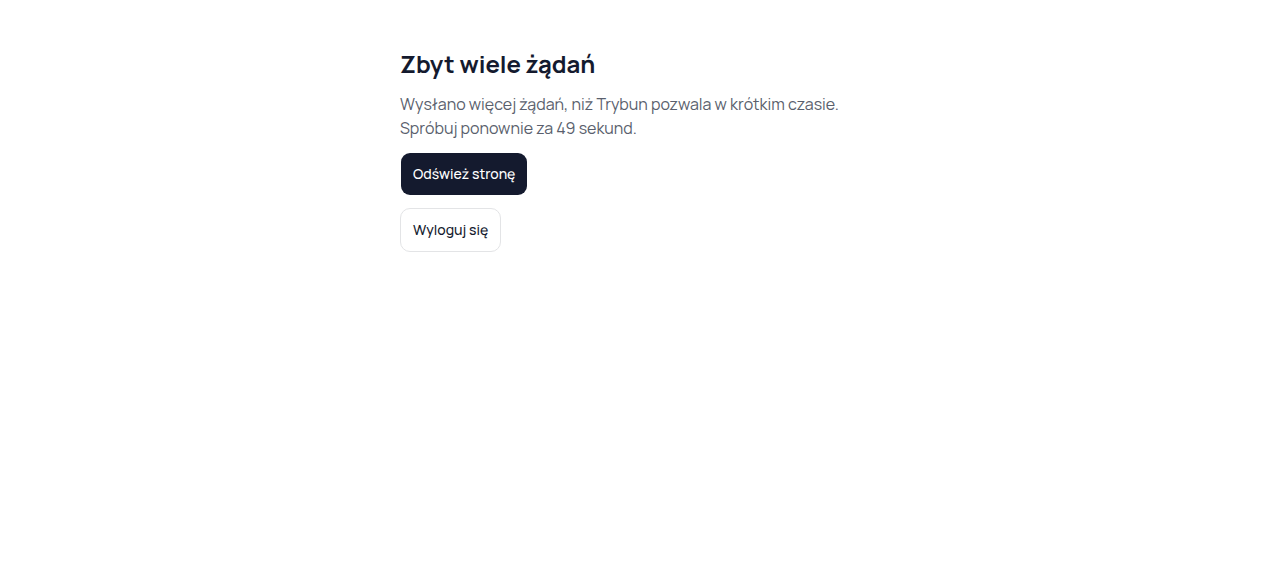 Zbyt wiele żądań
Wysłano więcej żądań, niż Trybun pozwala w krótkim czasie.
Spróbuj ponownie za 49 sekund.
Odśwież stronę
Wyloguj się